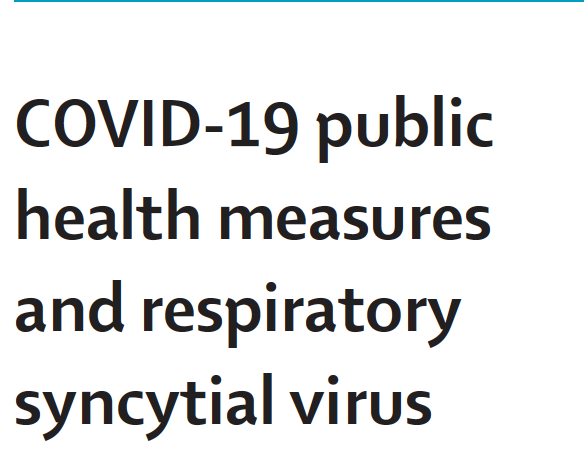 COVID-19 public
health measures
and respiratory
syncytial virus